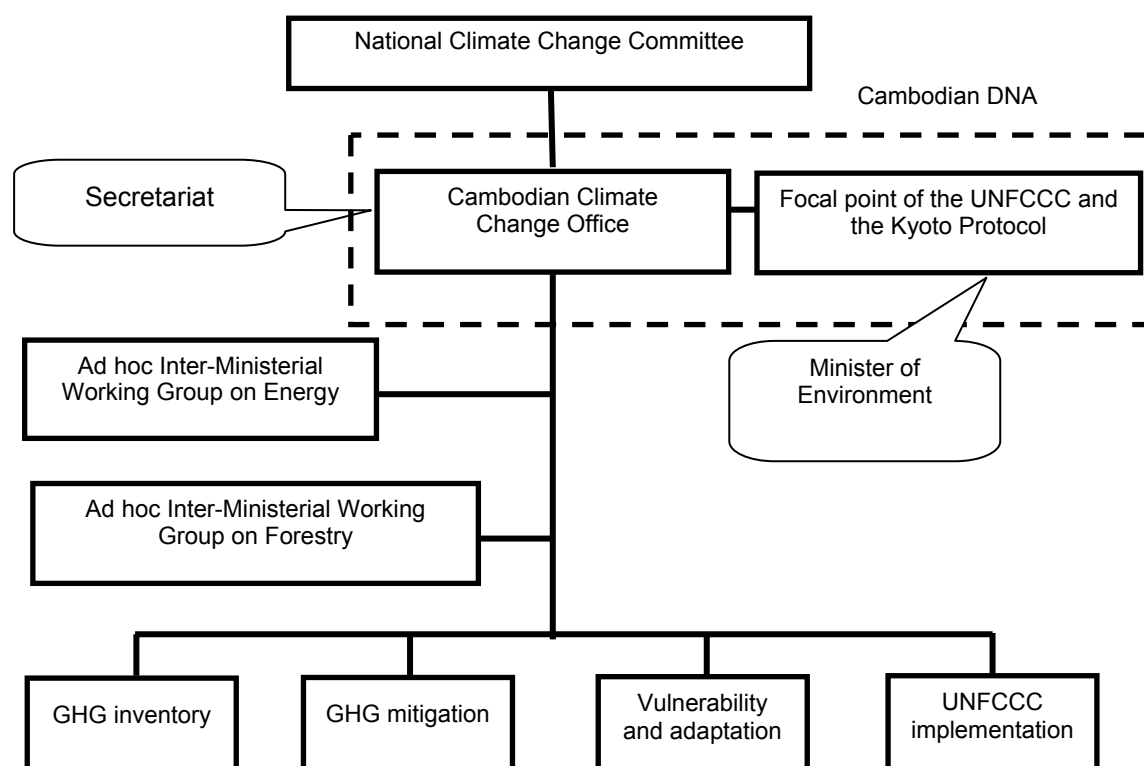 National Climate Change Committee
Cambodian DNA
Secretariat
Cambodian Climate
Change Office
Focal point of the UNFCCC and
the Kyoto Protocol
Ad hoc Inter-Ministerial
Working Group on Energy
Minister of
Environment
Ad hoc Inter-Ministerial Working
Group on Forestry
GHG inventory
GHG mitigation
Vulnerability
and adaptation
UNFCCC
implementation